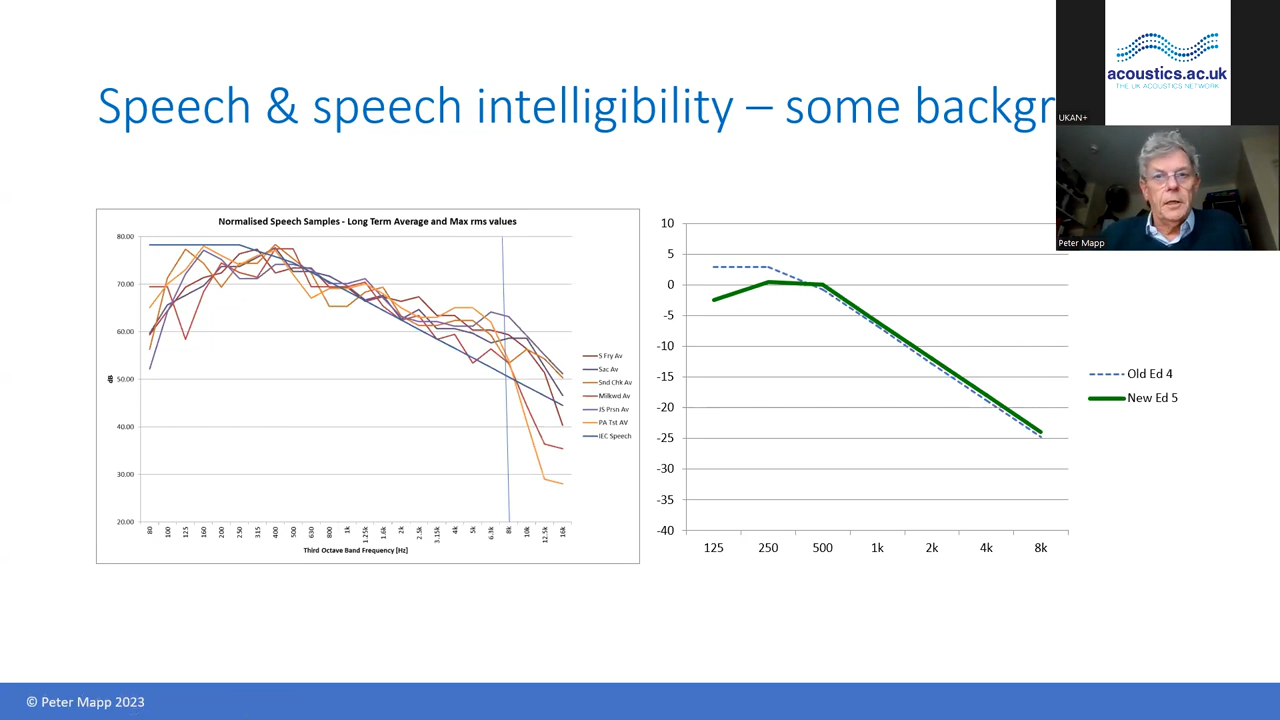 Speech & speech intelligibility – some backgr
acoustics.ac.uk
THE UK ACOUSTICS NETWORK
UKAN+
Peter Mapp
Normalised Speech Samples - Long Term Average and Max rms values
80.00
70.00
60.00
50.00
40.00
30.00
20.00
dB
80 100 125 160 200 250 315 400 500 630 800 1k 1.25k 1.6k 2k 2.5k 3.15k 4k 5k 6.3k 8k 10k 12.5k 16k
Third Octave Band Frequency [Hz]
S Fry Av
Sac Av
Snd Chk Av
Milkwd Av
JS Prsn Av
PA Tst AV
IEC Speech
10
5
0
-5
-10
-15
-20
-25
-30
-35
-40
125 250 500 1k 2k 4k 8k
Old Ed 4
New Ed 5
© Peter Mapp 2023